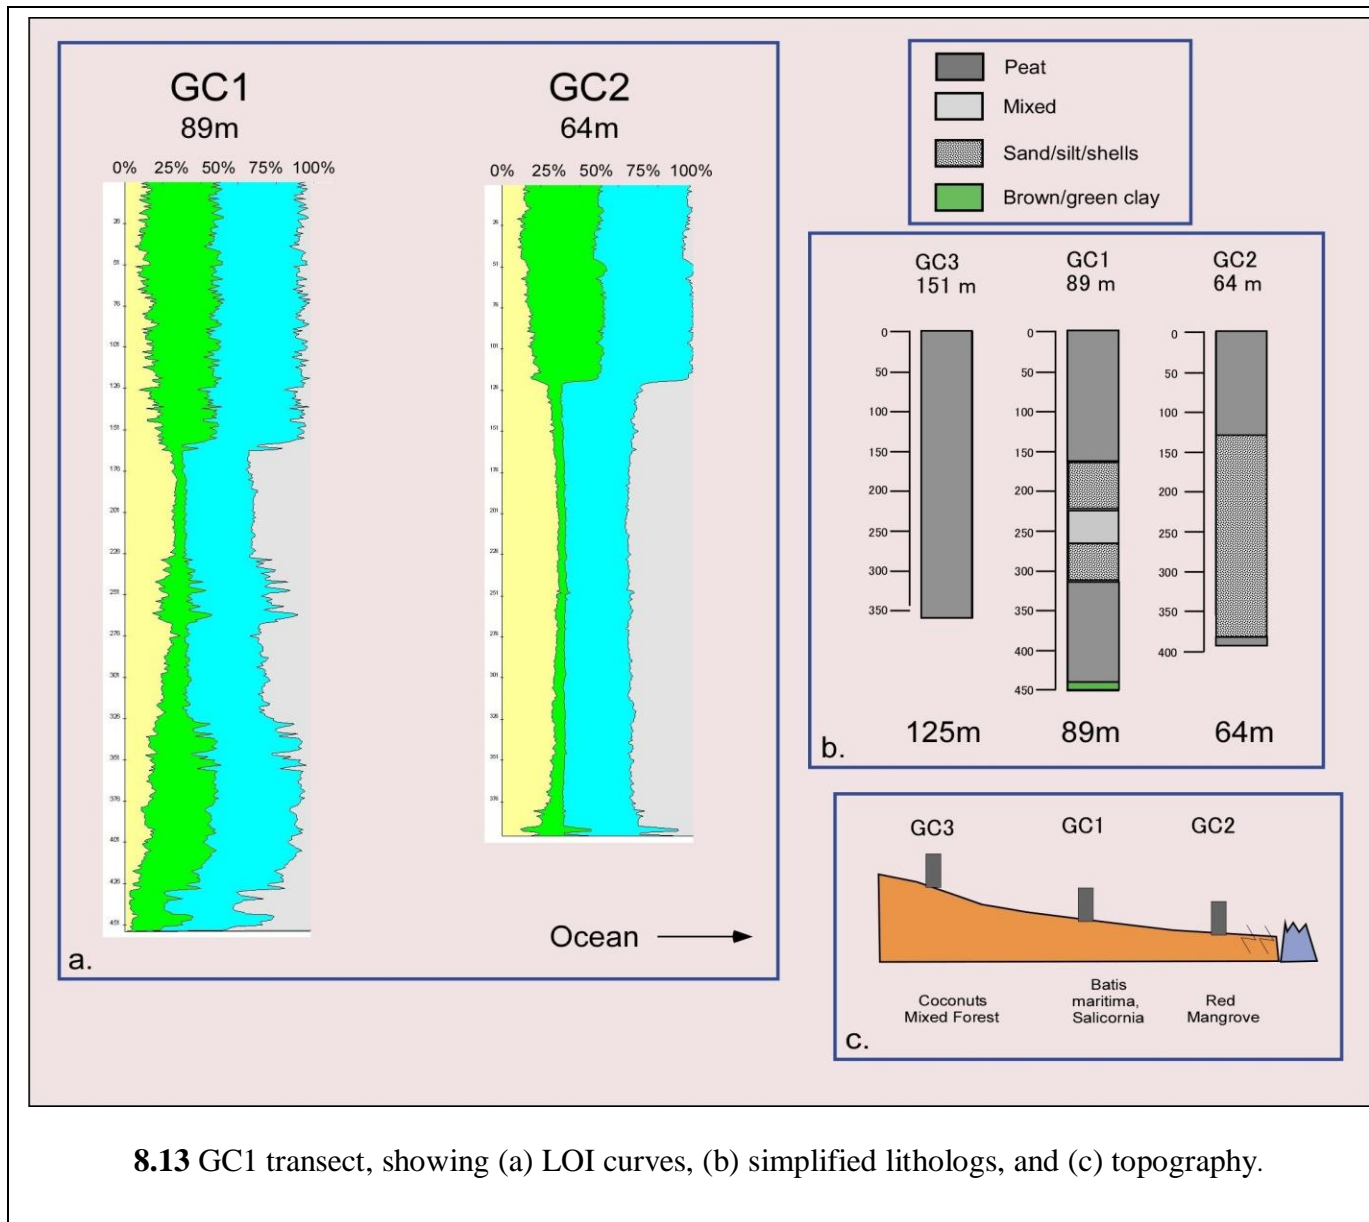 GC1
89m
0% 25% 50% 75% 100%
GC2
64m
0% 25% 50% 75% 100%
Ocean
a.
Peat
Mixed
Sand/silt/shells
Brown/green clay
GC3
151 m
GC1
89 m
GC2
64 m
0
50
100
150
200
250
300
350
0
50
100
150
200
250
300
350
400
450
0
50
100
150
200
250
300
350
400
125m
89m
64m
b.
GC3
GC1
GC2
Coconuts
Mixed Forest
Batis
maritima,
Salicornia
Red
Mangrove
c.
8.13 GC1 transect, showing (a) LOI curves, (b) simplified lithologs, and (c) topography.